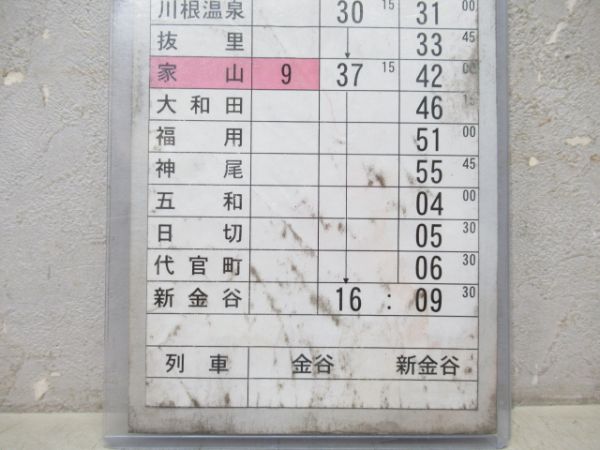 川根温泉 30 15 31 00
抜里 33 45
家山 9 37 15 42 00
大和田 46 15
福用 51 00
神尾 55 45
五和 04 00
日切 05 30
代官町 06 30
新金谷 16 : 09 30
列車 金谷 新金谷